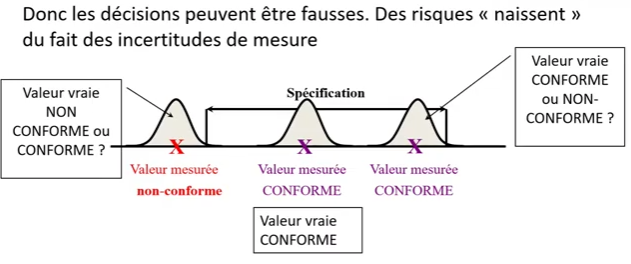 Donc les décisions peuvent être fausses. Des risques « naissent »
du fait des incertitudes de mesure
Valeur vraie
NON
CONFORME ou
CONFORME ?
Spécification
Valeur vraie
CONFORME
ou NON-
CONFORME ?
X
X
X
Valeur mesurée
non-conforme
Valeur mesurée
CONFORME
Valeur mesurée
CONFORME
Valeur vraie
CONFORME